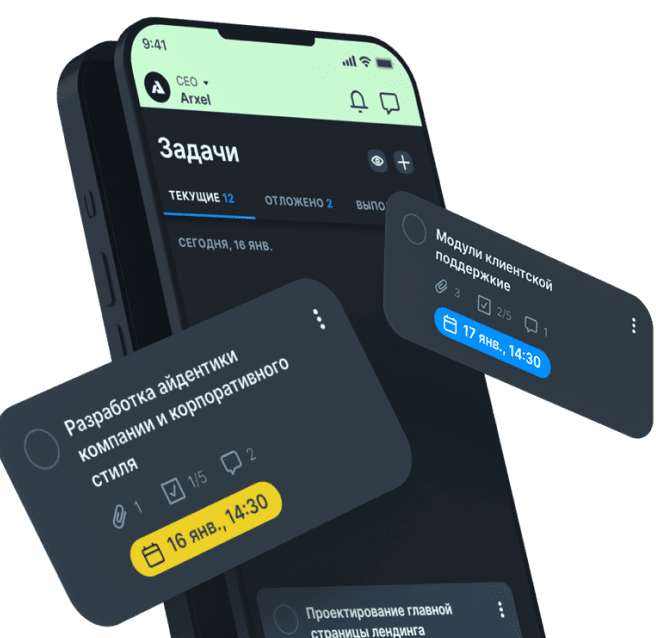 9:41
CEO
Arxel
Задачи
ТЕКУЩИЕ 12
ОТЛОЖЕНО 2
СЕГОДНЯ, 16 ЯНВ.
Модули клиентской
поддержкие
3
2/5
1
17 янв., 14:30
Разработка айдентики
компании и корпоративного
стиля
1
1/5
2
16 янв., 14:30
Проектирование главной
страницы лендинга